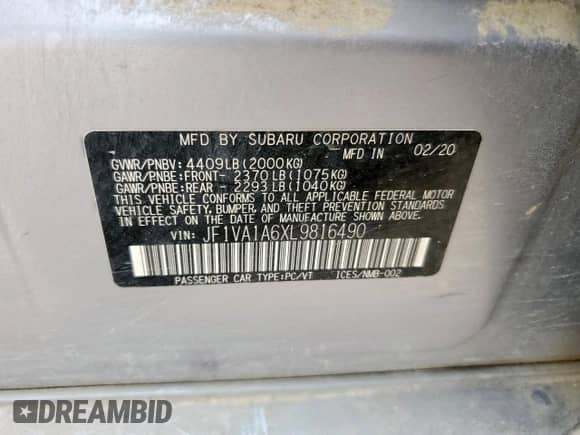 MFD BY SUBARU CORPORATION
MFD IN 02/20
GVWR/PNBV: 4409LB(2000KG)
GAWR/PNBE:FRONT- 2370LB(1075KG)
GAWR/PNBE:REAR - 2293LB(1040KG)
THIS VEHICLE CONFORMS TO ALL APPLICABLE FEDERAL MOTOR
VEHICLE SAFETY, BUMPER, AND THEFT PREVENTION STANDARDS
IN EFFECT ON THE DATE OF MANUFACTURE SHOWN ABOVE.
VIN: JF1VA1A6XL9816490
PASSENGER CAR TYPE:PC/VT ICES/NMB-002
DREAMBID